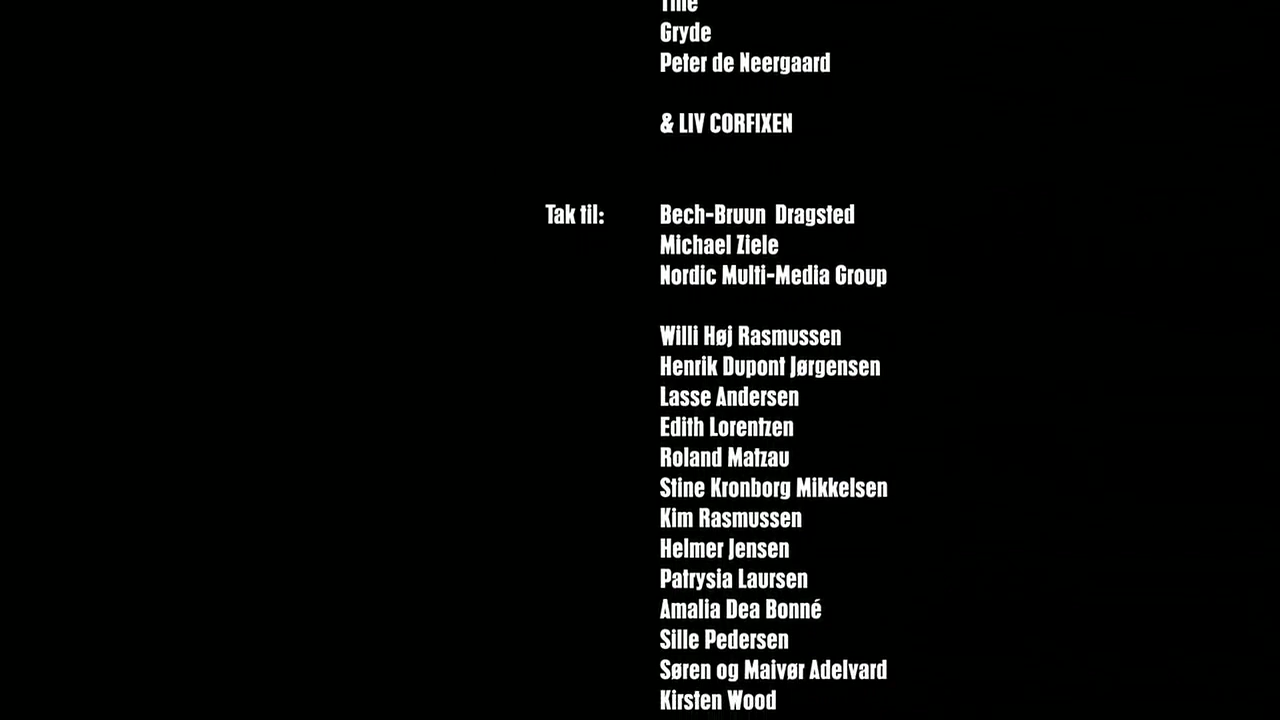 Gryde
Peter de Neergaard
& LIV CORFIXEN
Tak til: Bech-Bruun Dragsted
Michael Ziele
Nordic Multi-Media Group
Willi Høj Rasmussen
Henrik Dupont Jørgensen
Lasse Andersen
Edith Lorentzen
Roland Matzau
Stine Kronborg Mikkelsen
Kim Rasmussen
Helmer Jensen
Patrysia Laursen
Amalia Dea Bonné
Sille Pedersen
Søren og Maivør Adelvard
Kirsten Wood